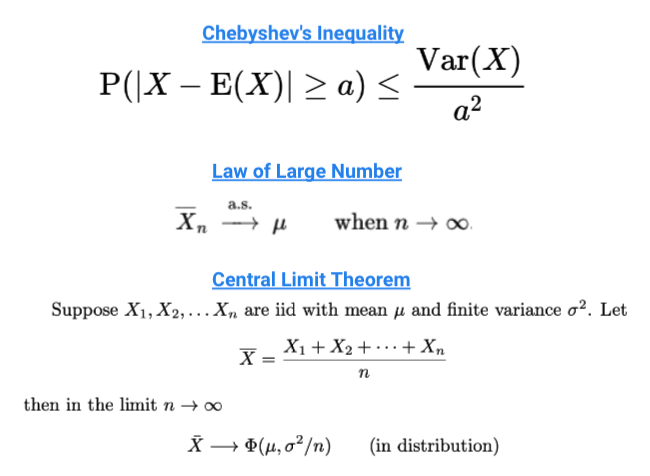 Chebyshev's Inequality
P(|X − E(X)| ≥ a) ≤ Var(X) / a²
Law of Large Number
X̅ₙ —a.s.→ μ when n → ∞.
Central Limit Theorem
Suppose X₁, X₂, . . . Xₙ are iid with mean μ and finite variance σ². Let
X̅ = (X₁ + X₂ + · · · + Xₙ) / n
then in the limit n → ∞
X̄ ⟶ Φ(μ, σ²/n) (in distribution)